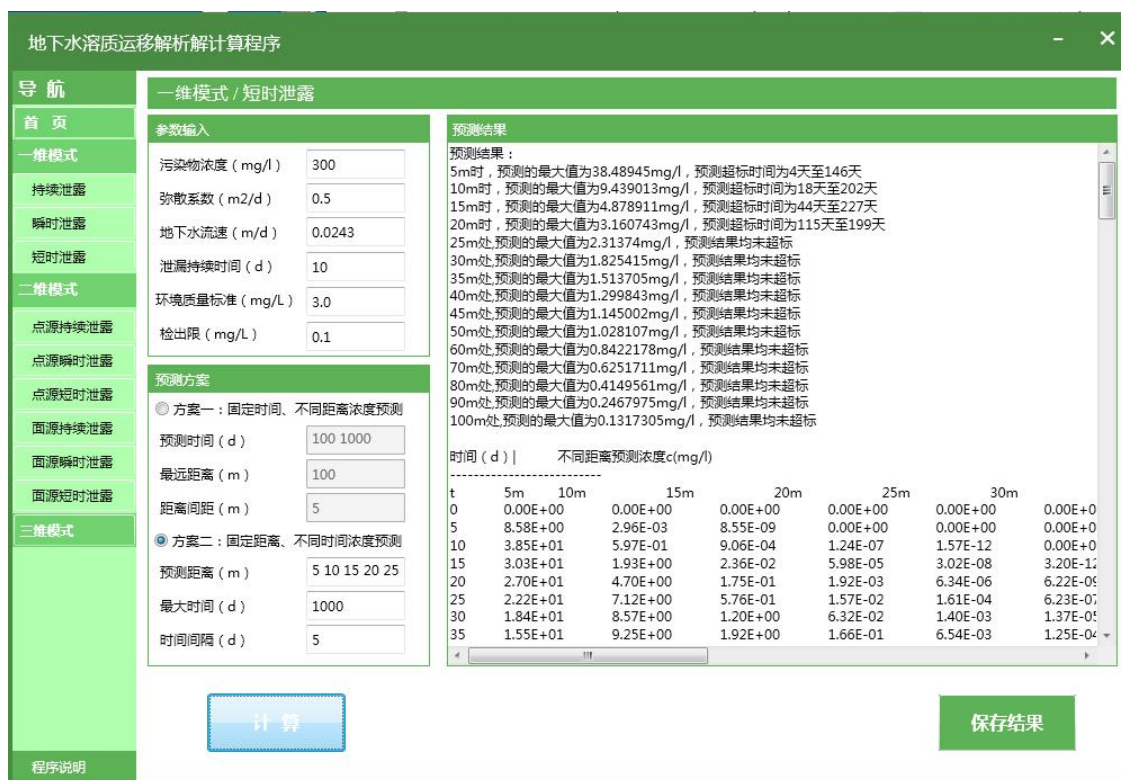 地下水溶质运移解析解计算程序
导 航
首 页
一维模式
持续泄露
瞬时泄露
短时泄露
二维模式
点源持续泄露
点源瞬时泄露
点源短时泄露
面源持续泄露
面源瞬时泄露
面源短时泄露
三维模式
程序说明
一维模式 / 短时泄露
参数输入
污染物浓度(mg/l) 300
弥散系数(m2/d) 0.5
地下水流速(m/d) 0.0243
泄漏持续时间(d) 10
环境质量标准(mg/L) 3.0
检出限(mg/L) 0.1
预测方案
方案一:固定时间、不同距离浓度预测
预测时间(d) 100 1000
最远距离(m) 100
距离间距(m) 5
方案二:固定距离、不同时间浓度预测
预测距离(m) 5 10 15 20 25
最大时间(d) 1000
时间间隔(d) 5
预测结果
预测结果:
5m时,预测的最大值为38.48945mg/l,预测超标时间为4天至146天
10m时,预测的最大值为9.439013mg/l,预测超标时间为18天至202天
15m时,预测的最大值为4.878911mg/l,预测超标时间为44天至227天
20m时,预测的最大值为3.160743mg/l,预测超标时间为115天至199天
25m处,预测的最大值为2.31374mg/l,预测结果均未超标
30m处,预测的最大值为1.825415mg/l,预测结果均未超标
35m处,预测的最大值为1.513705mg/l,预测结果均未超标
40m处,预测的最大值为1.299843mg/l,预测结果均未超标
45m处,预测的最大值为1.145002mg/l,预测结果均未超标
50m处,预测的最大值为1.028107mg/l,预测结果均未超标
60m处,预测的最大值为0.8422178mg/l,预测结果均未超标
70m处,预测的最大值为0.6251711mg/l,预测结果均未超标
80m处,预测的最大值为0.4149561mg/l,预测结果均未超标
90m处,预测的最大值为0.2467975mg/l,预测结果均未超标
100m处,预测的最大值为0.1317305mg/l,预测结果均未超标
时间(d)| 不同距离预测浓度c(mg/l)
---------------------------
t 5m 10m 15m 20m 25m 30m
0 0.00E+00 0.00E+00 0.00E+00 0.00E+00 0.00E+00 0.00E+0
5 8.58E+00 2.96E-03 8.55E-09 0.00E+00 0.00E+00 0.00E+0
10 3.85E+01 5.97E-01 9.06E-04 1.24E-07 1.57E-12 0.00E+0
15 3.03E+01 1.93E+00 2.36E-02 5.98E-05 3.02E-08 3.20E-12
20 2.70E+01 4.70E+00 1.75E-01 1.92E-03 6.34E-06 6.22E-09
25 2.22E+01 7.12E+00 5.76E-01 1.57E-02 1.61E-04 6.23E-07
30 1.84E+01 8.57E+00 1.20E+00 6.32E-02 1.40E-03 1.37E-05
35 1.55E+01 9.25E+00 1.92E+00 1.66E-01 6.54E-03 1.25E-04
计 算
保存结果